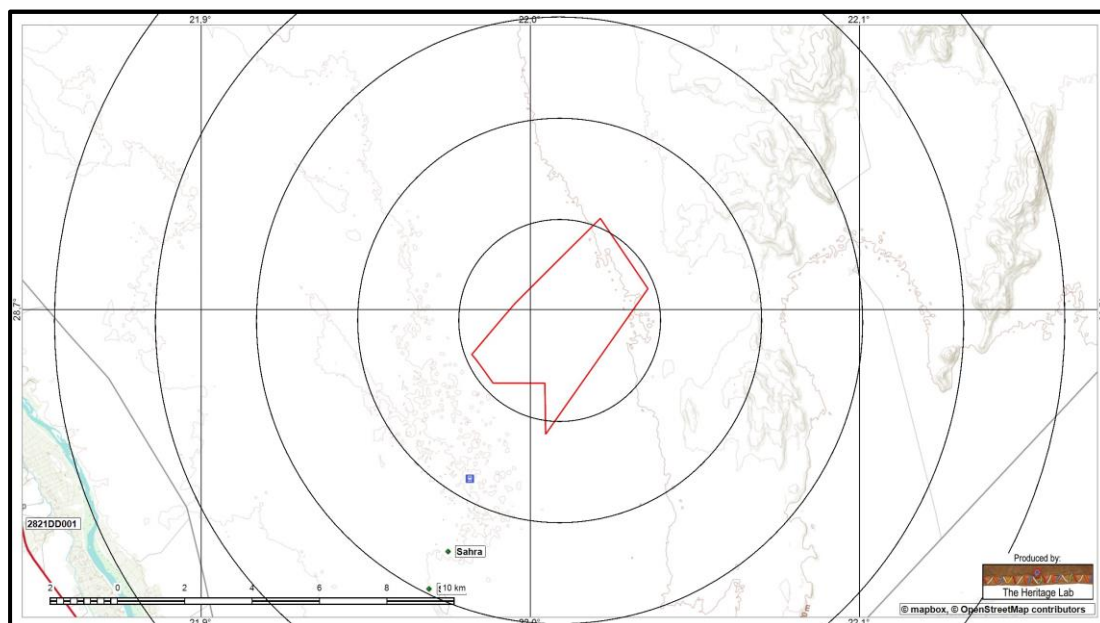 21,9°
22,0°
22,1°
28,7°
2821DD001
Sahra
2
0
2
4
6
8
10 km
21,9°
22,0°
22,1°
Produced by:
The Heritage Lab
© mapbox, © OpenStreetMap contributors